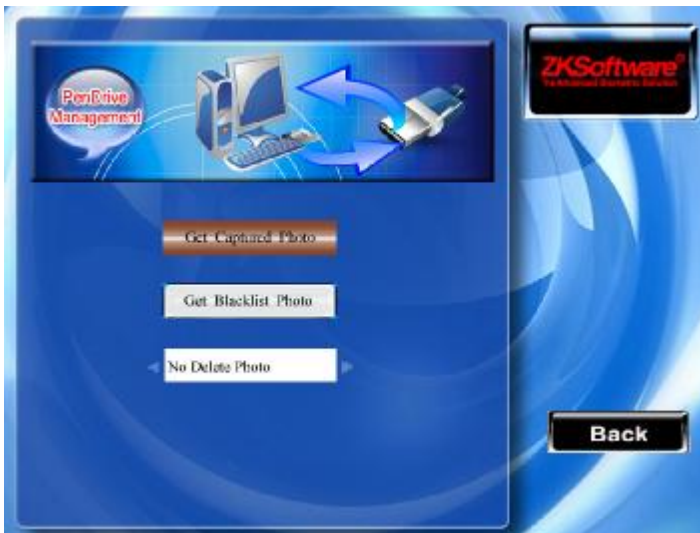 PenDrive
Management
ZKSoftware®
Get Captured Photo
Get Blacklist Photo
No Delete Photo
Back